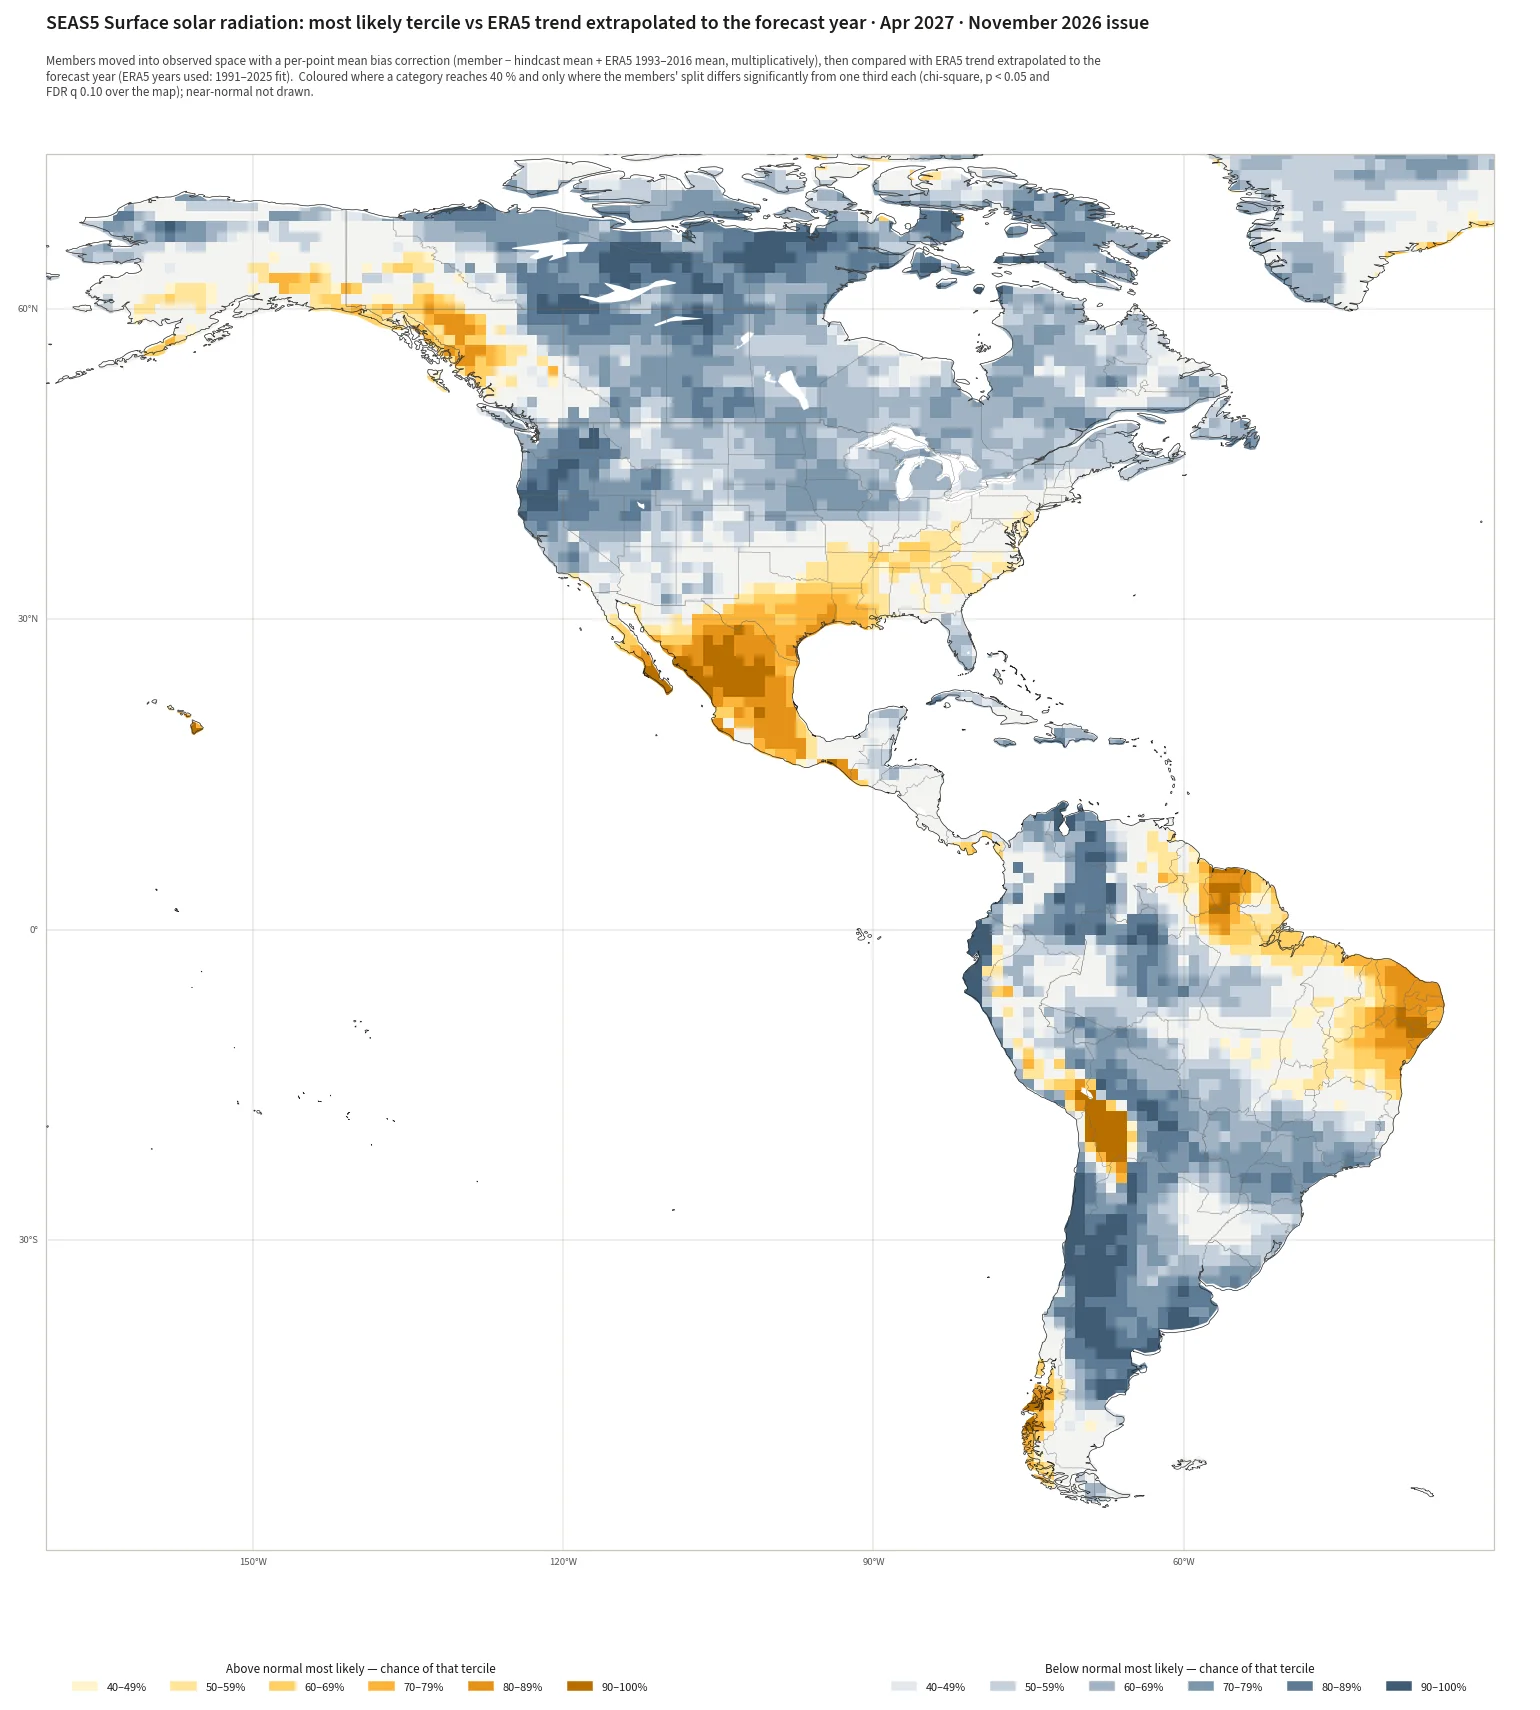 SEAS5 Surface solar radiation: most likely tercile vs ERA5 trend extrapolated to the forecast year · Apr 2027 · November 2026 issue
Members moved into observed space with a per-point mean bias correction (member − hindcast mean + ERA5 1993–2016 mean, multiplicatively), then compared with ERA5 trend extrapolated to the
forecast year (ERA5 years used: 1991–2025 fit).  Coloured where a category reaches 40 % and only where the members' split differs significantly from one third each (chi-square, p < 0.05 and
FDR q 0.10 over the map); near-normal not drawn.
60°N
30°N
0°
30°S
150°W 120°W 90°W 60°W
Above normal most likely — chance of that tercile
40–49% 50–59% 60–69% 70–79% 80–89% 90–100%
Below normal most likely — chance of that tercile
40–49% 50–59% 60–69% 70–79% 80–89% 90–100%